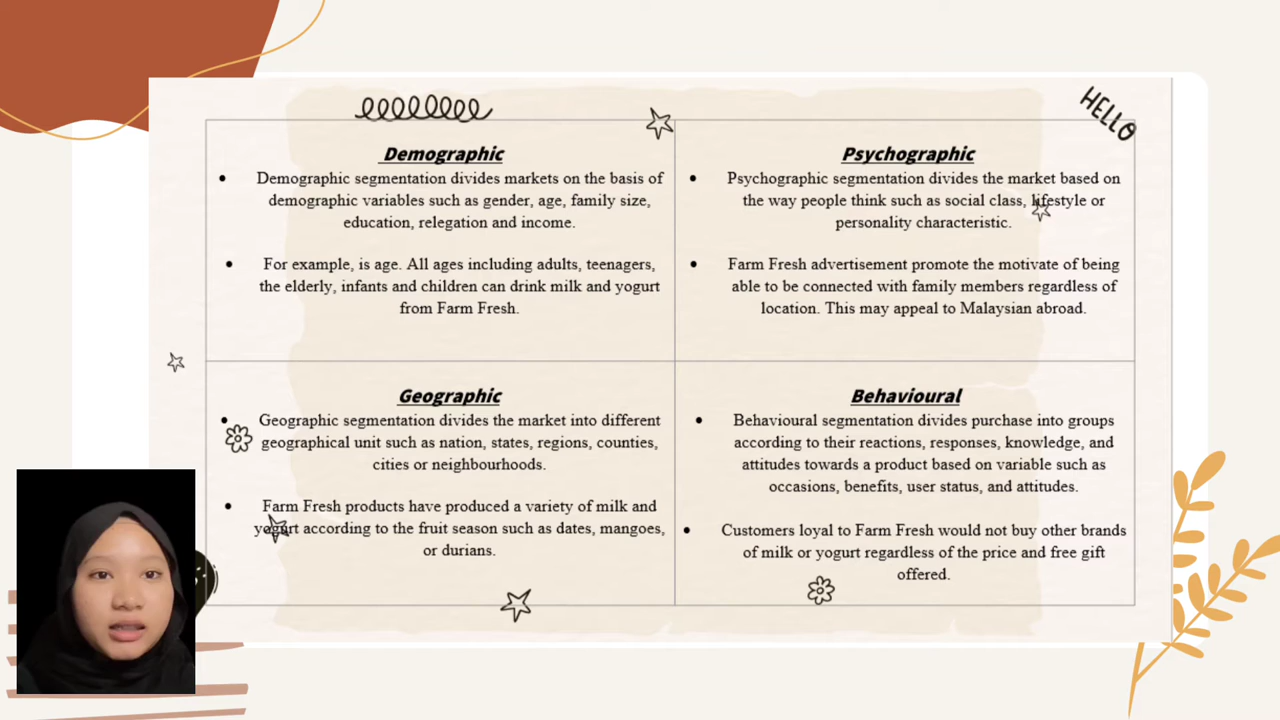 HELLO
Demographic
Demographic segmentation divides markets on the basis of
demographic variables such as gender, age, family size,
education, relegation and income.
For example, is age. All ages including adults, teenagers,
the elderly, infants and children can drink milk and yogurt
from Farm Fresh.
Psychographic
Psychographic segmentation divides the market based on
the way people think such as social class, lifestyle or
personality characteristic.
Farm Fresh advertisement promote the motivate of being
able to be connected with family members regardless of
location. This may appeal to Malaysian abroad.
Geographic
Geographic segmentation divides the market into different
geographical unit such as nation, states, regions, counties,
cities or neighbourhoods.
Farm Fresh products have produced a variety of milk and
yogurt according to the fruit season such as dates, mangoes,
or durians.
Behavioural
Behavioural segmentation divides purchase into groups
according to their reactions, responses, knowledge, and
attitudes towards a product based on variable such as
occasions, benefits, user status, and attitudes.
Customers loyal to Farm Fresh would not buy other brands
of milk or yogurt regardless of the price and free gift
offered.